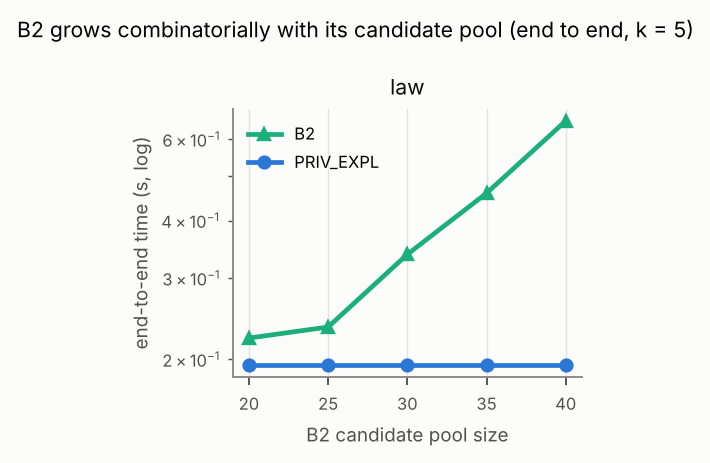 B2 grows combinatorially with its candidate pool (end to end, k = 5)
law
B2
PRIV_EXPL
end-to-end time (s, log)
6 × 10⁻¹
4 × 10⁻¹
3 × 10⁻¹
2 × 10⁻¹
20 25 30 35 40
B2 candidate pool size